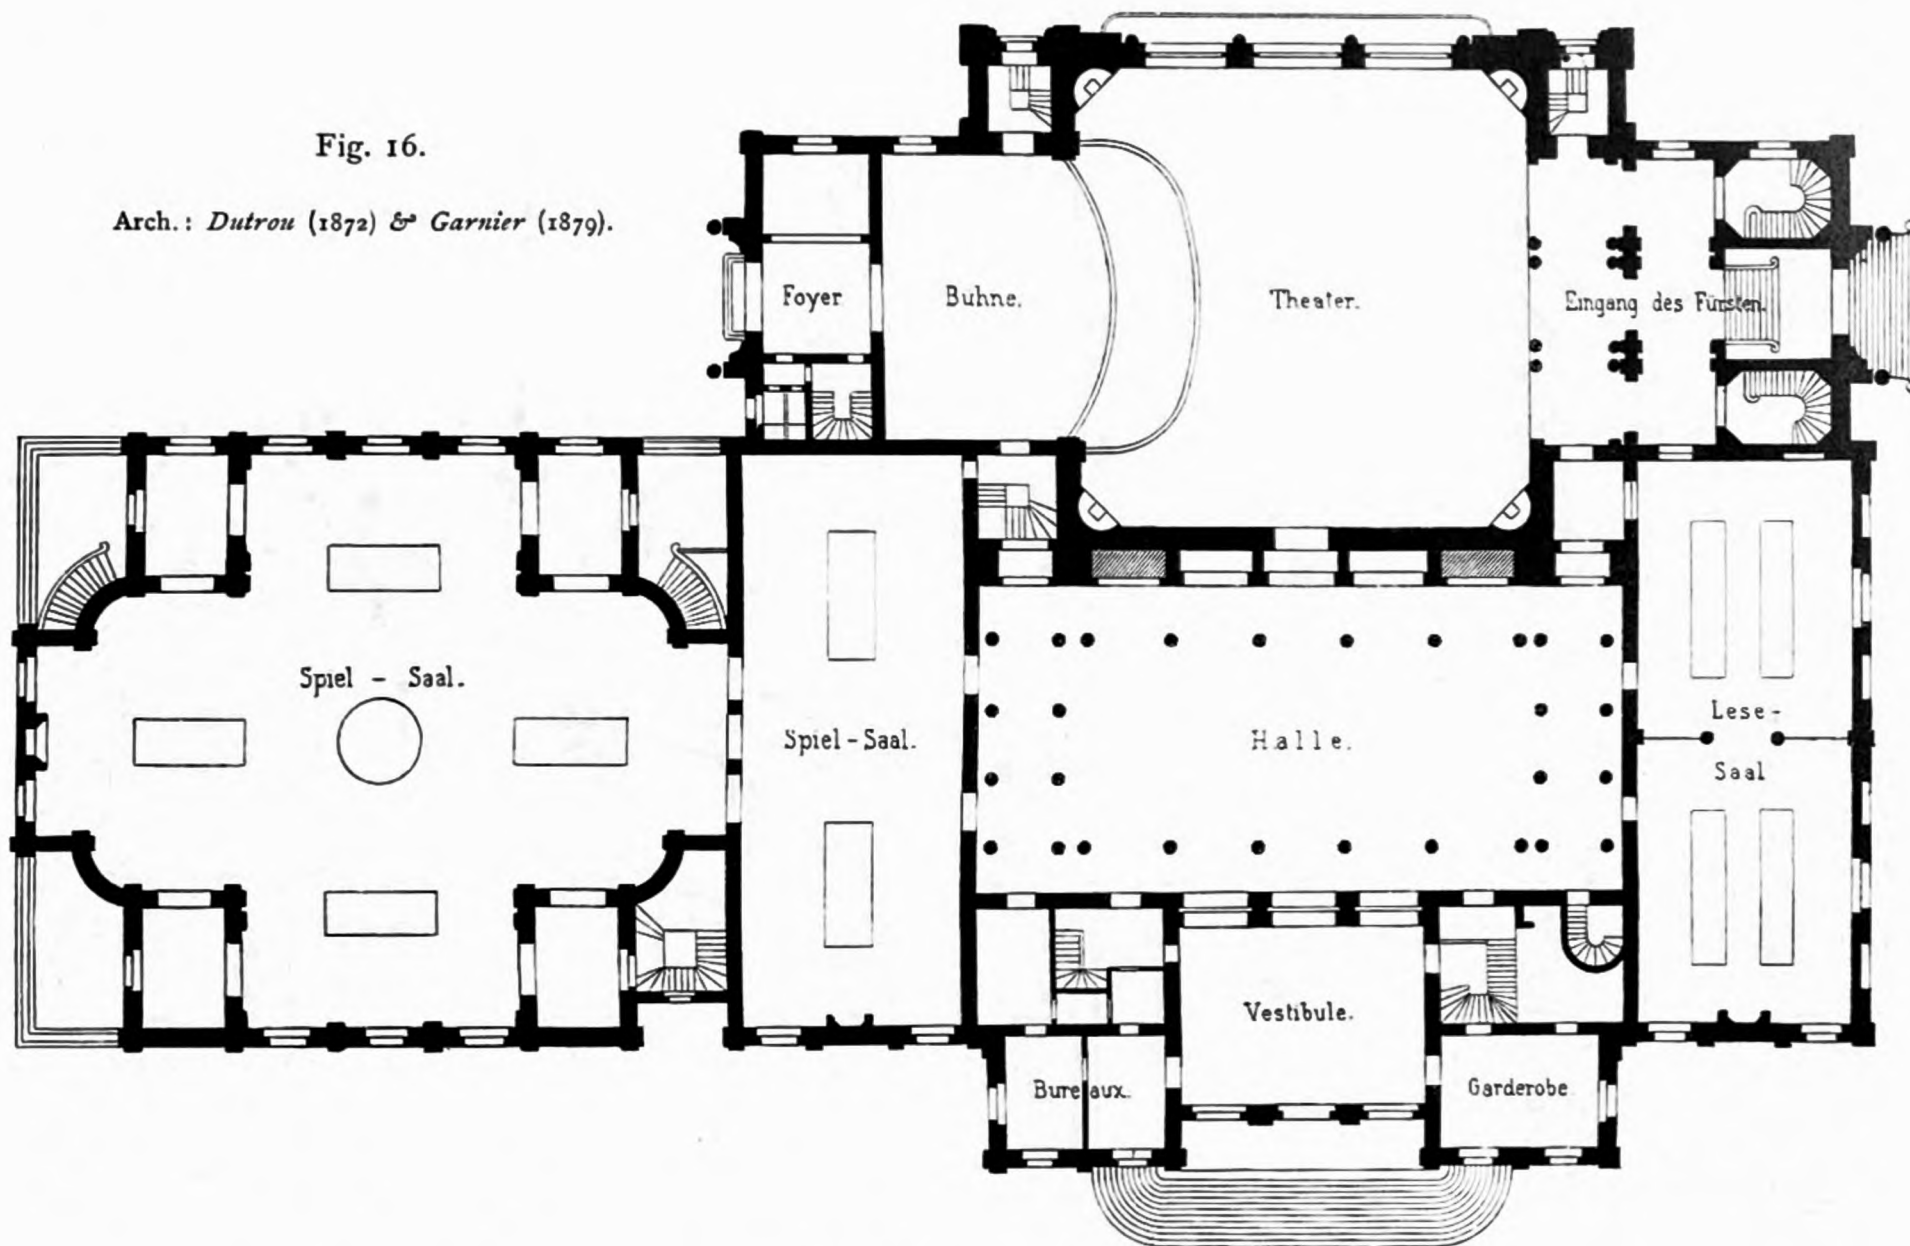 Fig. 16.
Arch.: Dutrou (1872) & Garnier (1879).
Foyer
Buhne.
Theater.
Eingang des Fürsten.
Spiel - Saal.
Spiel - Saal.
Halle.
Lese -
Saal
Vestibule.
Bureaux.
Garderobe.